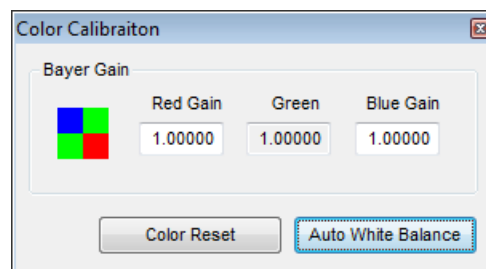 Color Calibraiton
Bayer Gain
Red Gain Green Blue Gain
1.00000 1.00000 1.00000
Color Reset Auto White Balance